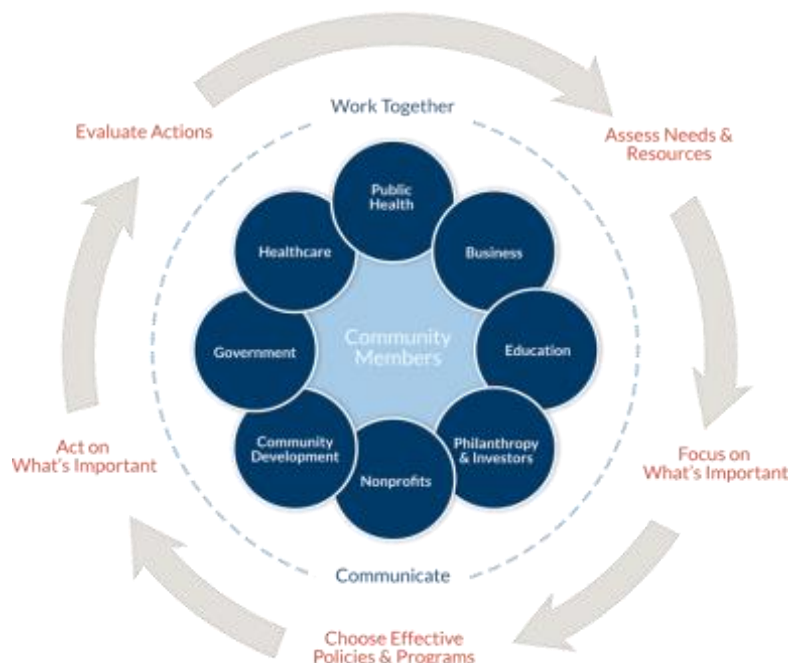 Work Together
Evaluate Actions
Assess Needs &
Resources
Public
Health
Healthcare
Business
Community
Members
Government
Education
Community
Development
Philanthropy
& Investors
Nonprofits
Act on
What's Important
Focus on
What's Important
Communicate
Choose Effective
Policies & Programs